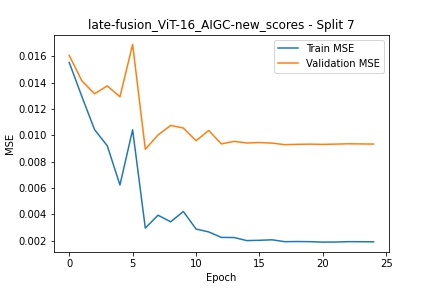 late-fusion_ViT-16_AIGC-new_scores - Split 7
Train MSE
Validation MSE
0.016
0.014
0.012
0.010
0.008
0.006
0.004
0.002
MSE
0 5 10 15 20 25
Epoch